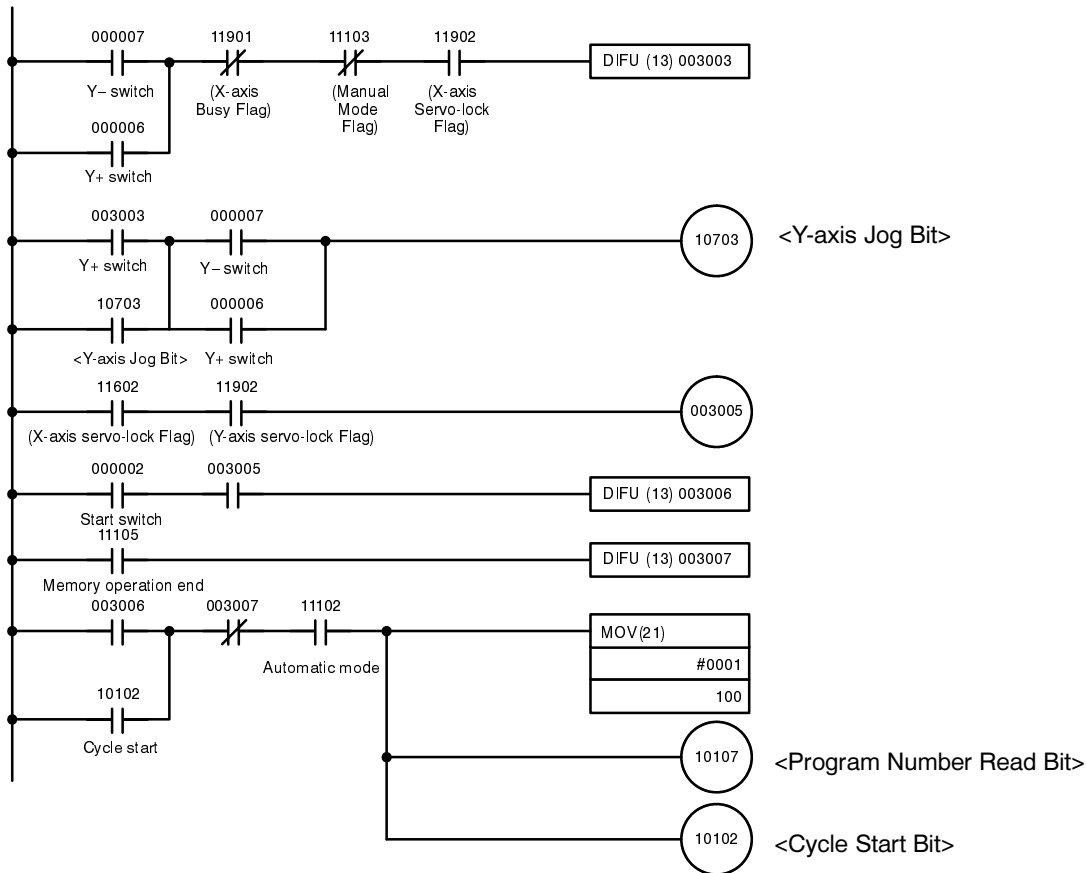 000007 11901 11103 11902
DIFU (13) 003003
Y– switch (X-axis (Manual (X-axis
Busy Flag) Mode Servo-lock
Flag) Flag)
000006
Y+ switch
003003 000007
10703 <Y-axis Jog Bit>
Y+ switch Y– switch
10703 000006
<Y-axis Jog Bit> Y+ switch
11602 11902
003005
(X-axis servo-lock Flag) (Y-axis servo-lock Flag)
000002 003005
DIFU (13) 003006
Start switch
11105
DIFU (13) 003007
Memory operation end
003006 003007 11102
MOV(21)
Automatic mode #0001
10102 100
Cycle start
10107 <Program Number Read Bit>
10102 <Cycle Start Bit>